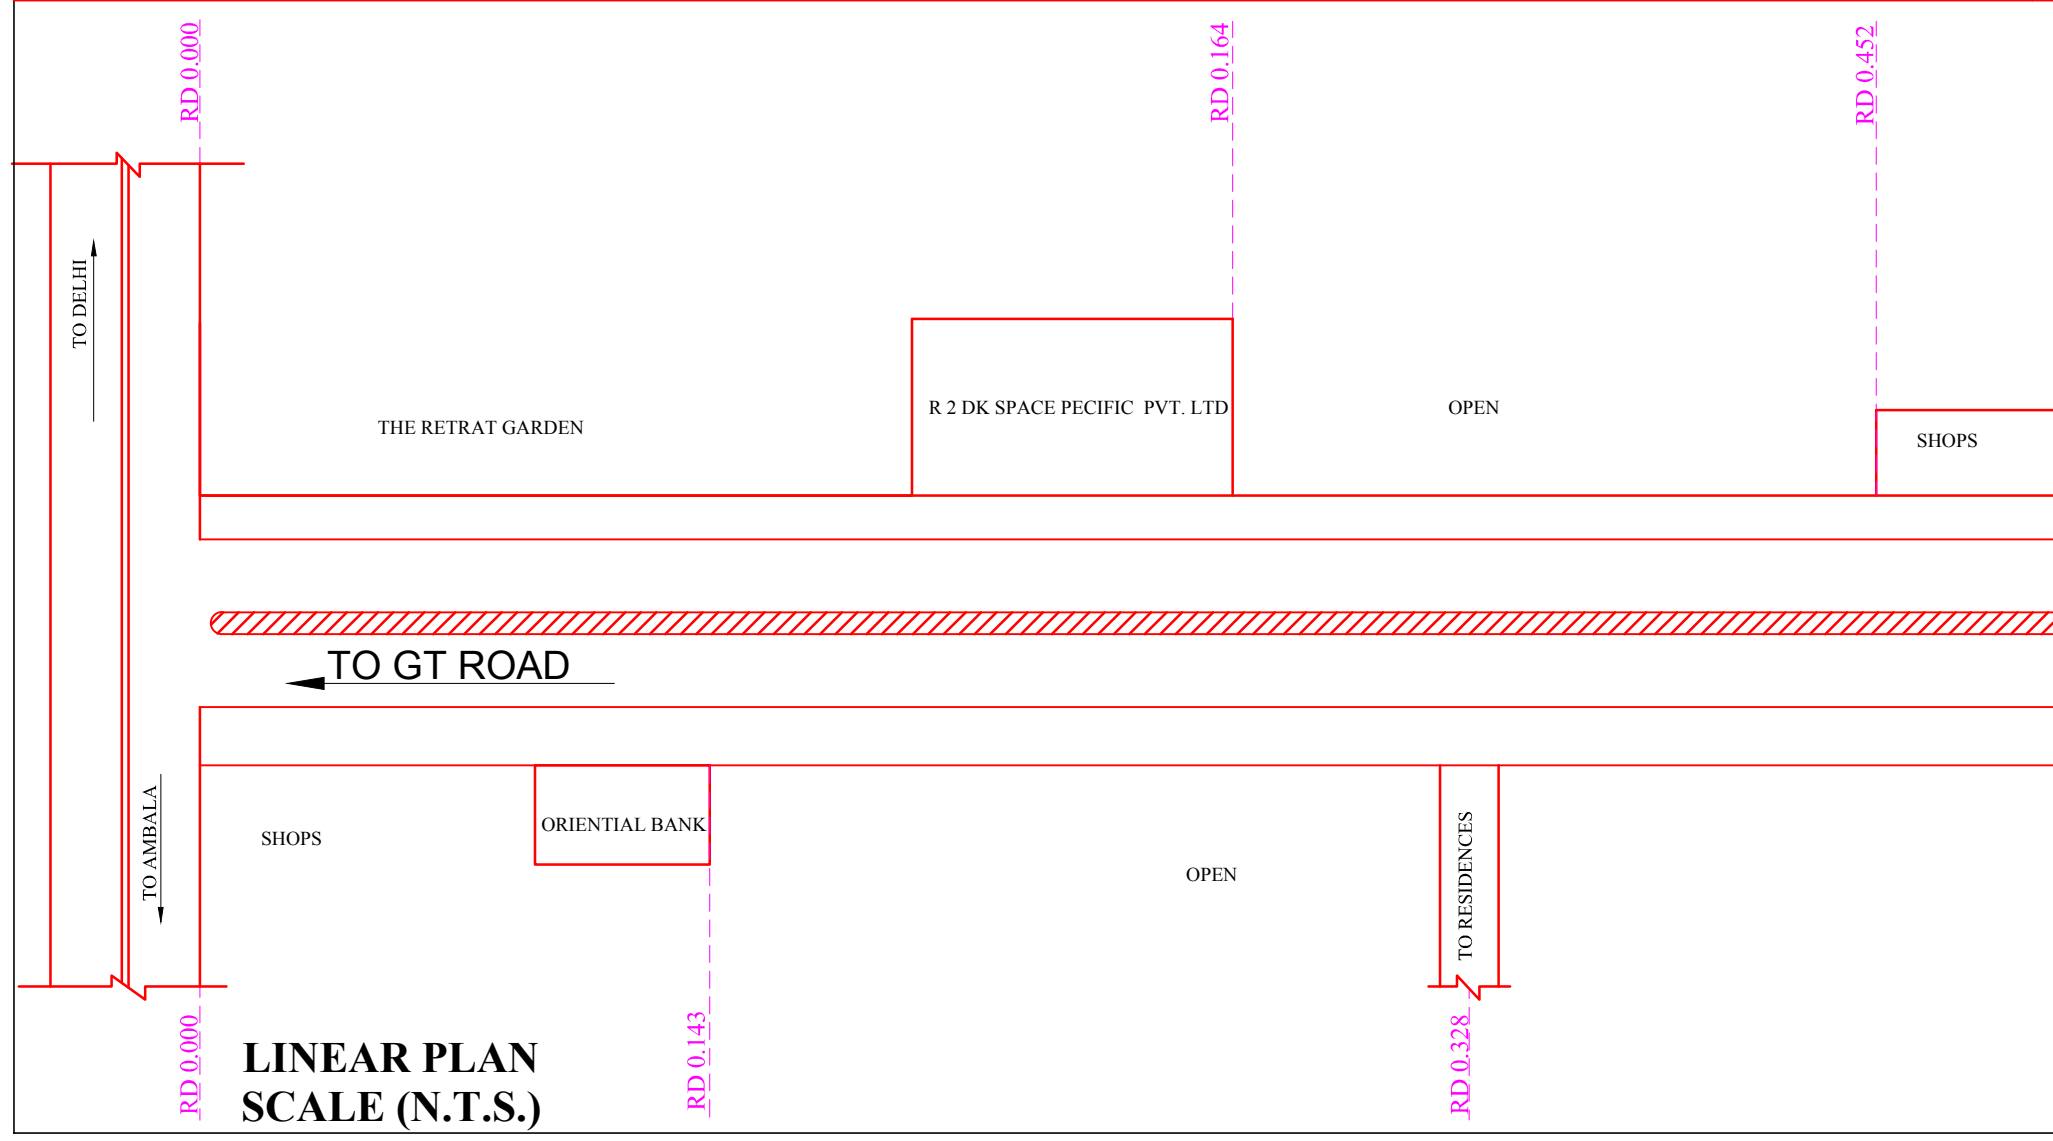 RD 0.000
RD 0.164
RD 0.452
TO DELHI
THE RETRAT GARDEN
R 2 DK SPACE PECIFIC PVT. LTD
OPEN
SHOPS
TO GT ROAD
TO AMBALA
SHOPS
ORIENTIAL BANK
OPEN
TO RESIDENCES
RD 0.000
LINEAR PLAN
SCALE (N.T.S.)
RD 0.143
RD 0.328